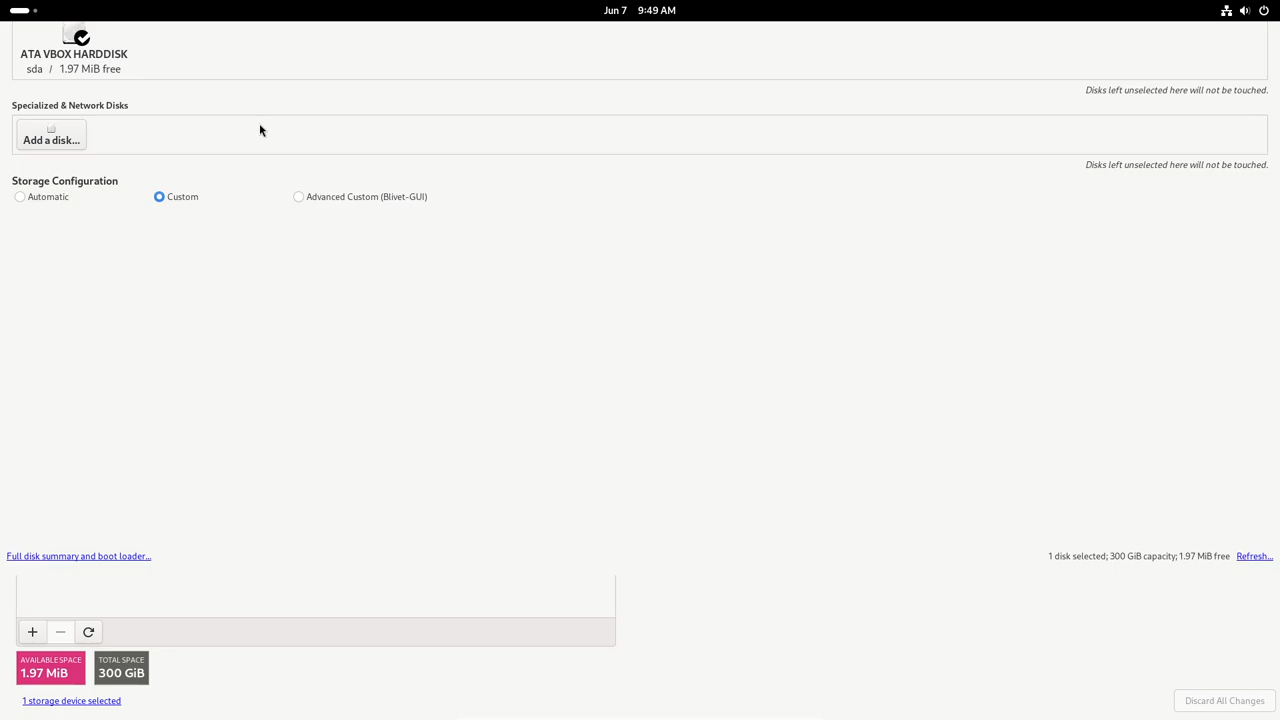 Jun 7 9:49 AM
ATA VBOX HARDDISK
sda / 1.97 MiB free
Disks left unselected here will not be touched.
Specialized & Network Disks
Add a disk...
Disks left unselected here will not be touched.
Storage Configuration
Automatic Custom Advanced Custom (Blivet-GUI)
Full disk summary and boot loader... 1 disk selected; 300 GiB capacity; 1.97 MiB free Refresh...
AVAILABLE SPACE TOTAL SPACE
1.97 MiB 300 GiB
1 storage device selected Discard All Changes